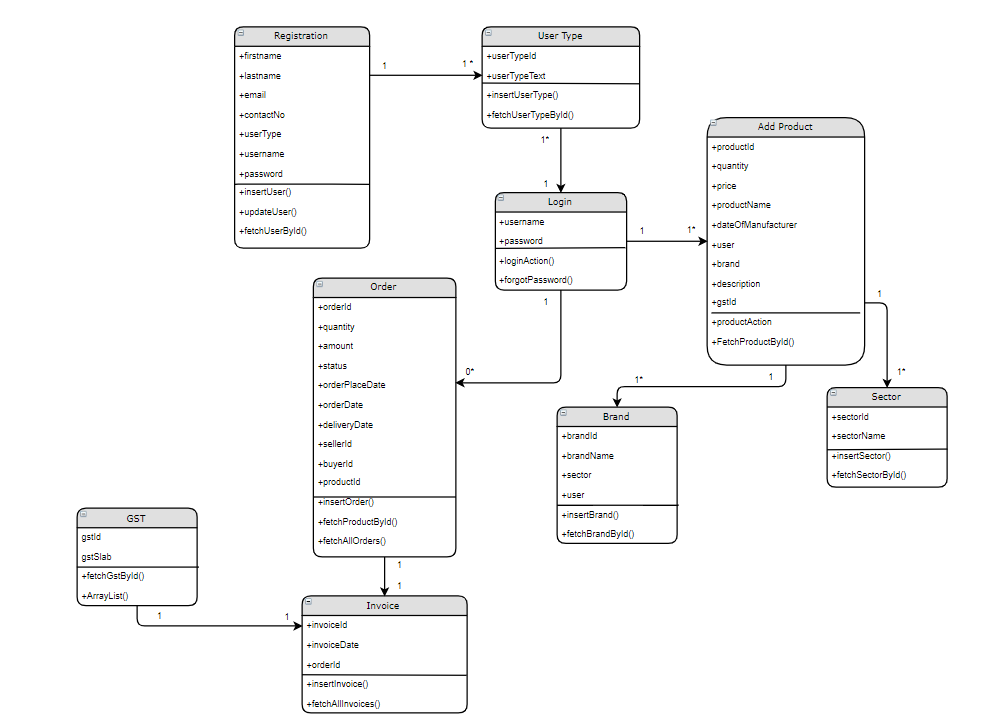 Registration
+firstname
+lastname
+email
+contactNo
+userType
+username
+password
+insertUser()
+updateUser()
+fetchUserById()
1
1 *
User Type
+userTypeId
+userTypeText
+insertUserType()
+fetchUserTypeById()
1*
1
Login
+username
+password
+loginAction()
+forgotPassword()
1
1*
Add Product
+productId
+quantity
+price
+productName
+dateOfManufacturer
+user
+brand
+description
+gstId
+productAction
+FetchProductById()
1
1*
1
1*
Sector
+sectorId
+sectorName
+insertSector()
+fetchSectorById()
Brand
+brandId
+brandName
+sector
+user
+insertBrand()
+fetchBrandById()
1
0*
Order
+orderId
+quantity
+amount
+status
+orderPlaceDate
+orderDate
+deliveryDate
+sellerId
+buyerId
+productId
+insertOrder()
+fetchProductById()
+fetchAllOrders()
1
1
GST
gstId
gstSlab
+fetchGstById()
+ArrayList()
1
1
Invoice
+invoiceId
+invoiceDate
+orderId
+insertInvoice()
+fetchAllInvoices()